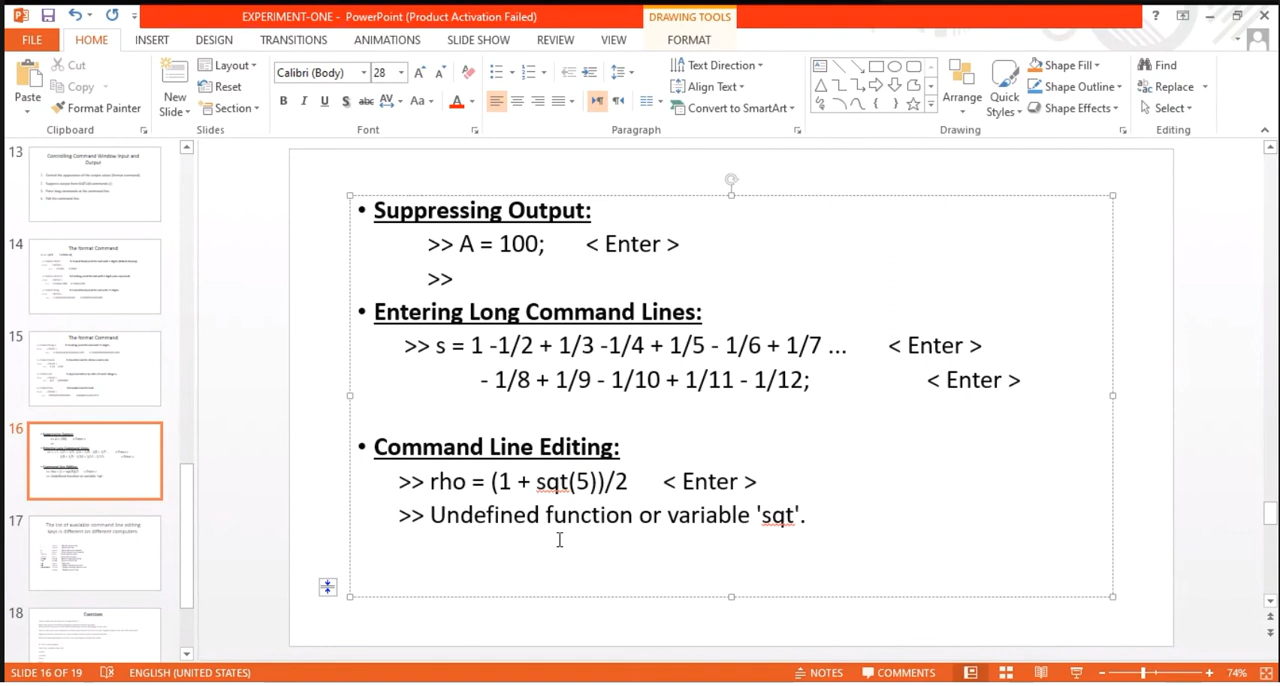 EXPERIMENT-ONE - PowerPoint (Product Activation Failed)
DRAWING TOOLS
FILE HOME INSERT DESIGN TRANSITIONS ANIMATIONS SLIDE SHOW REVIEW VIEW FORMAT
Paste
Cut
Copy
Format Painter
Clipboard
New Slide
Layout
Reset
Section
Slides
Calibri (Body) 28
B I U S abc AV Aa A
Font
Text Direction
Align Text
Convert to SmartArt
Paragraph
Arrange
Quick Styles
Shape Fill
Shape Outline
Shape Effects
Drawing
Find
Replace
Select
Editing
13
Controlling Command Window Input and
Output
14
The format Command
15
The format Command
16
17
The list of available command line editing
keys is different on different computers
18
Exercises
• Suppressing Output:
>> A = 100; < Enter >
>>
• Entering Long Command Lines:
>> s = 1 -1/2 + 1/3 -1/4 + 1/5 - 1/6 + 1/7 ... < Enter >
- 1/8 + 1/9 - 1/10 + 1/11 - 1/12; < Enter >
• Command Line Editing:
>> rho = (1 + sqt(5))/2 < Enter >
>> Undefined function or variable 'sqt'.
SLIDE 16 OF 19 ENGLISH (UNITED STATES) NOTES COMMENTS 74%